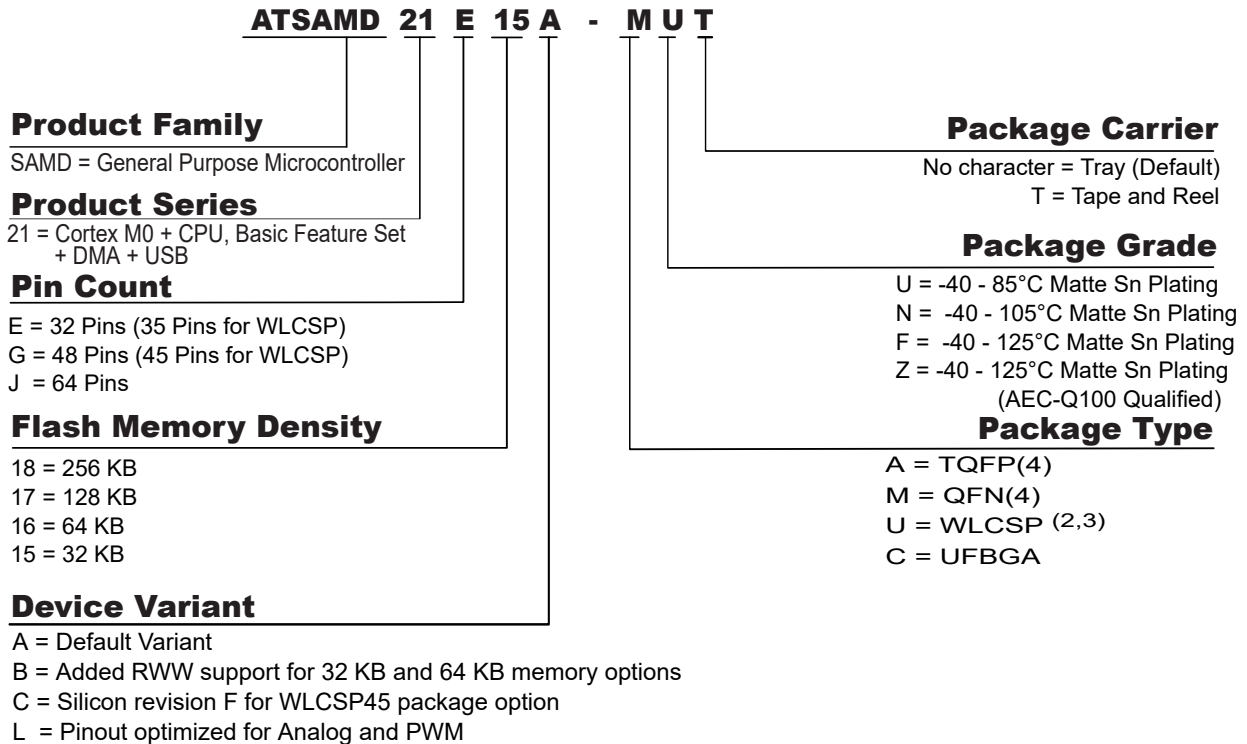 ATSAMD 21 E 15 A - M U T
Product Family
SAMD = General Purpose Microcontroller
Product Series
21 = Cortex M0 + CPU, Basic Feature Set
+ DMA + USB
Pin Count
E = 32 Pins (35 Pins for WLCSP)
G = 48 Pins (45 Pins for WLCSP)
J = 64 Pins
Flash Memory Density
18 = 256 KB
17 = 128 KB
16 = 64 KB
15 = 32 KB
Device Variant
A = Default Variant
B = Added RWW support for 32 KB and 64 KB memory options
C = Silicon revision F for WLCSP45 package option
L = Pinout optimized for Analog and PWM
Package Carrier
No character = Tray (Default)
T = Tape and Reel
Package Grade
U = -40 - 85°C Matte Sn Plating
N = -40 - 105°C Matte Sn Plating
F = -40 - 125°C Matte Sn Plating
Z = -40 - 125°C Matte Sn Plating
(AEC-Q100 Qualified)
Package Type
A = TQFP(4)
M = QFN(4)
U = WLCSP (2,3)
C = UFBGA